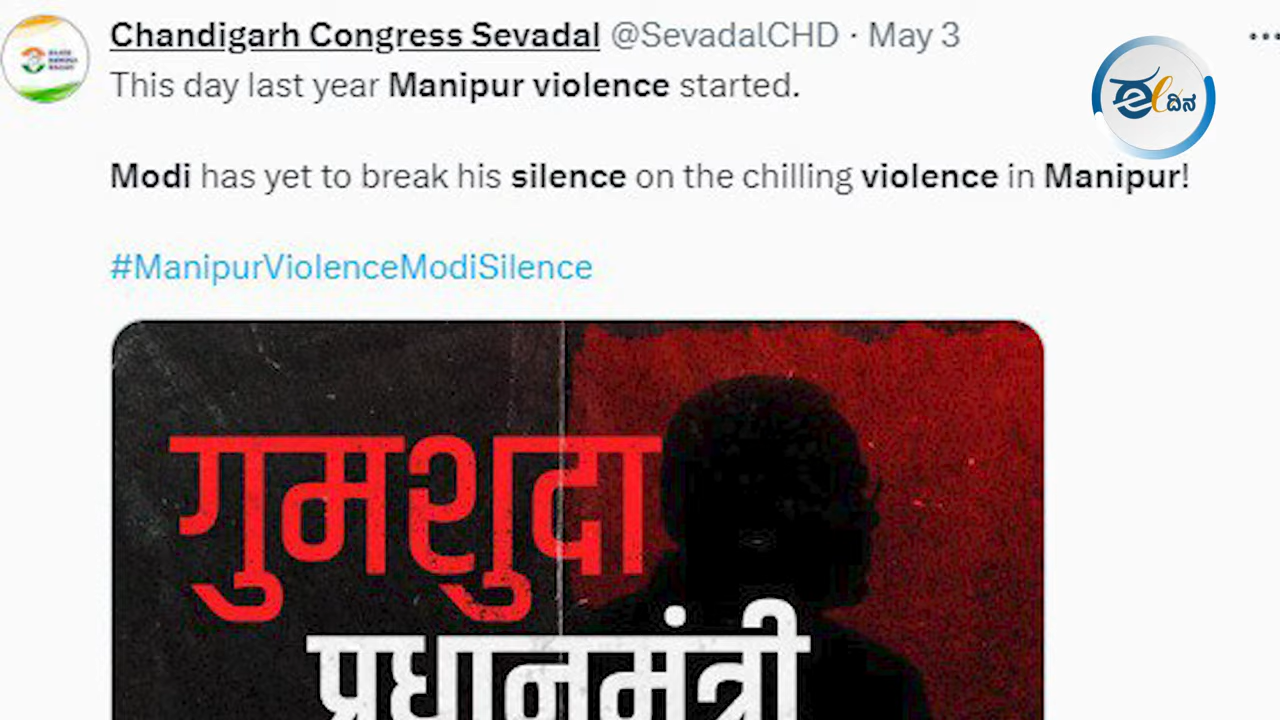 Chandigarh Congress Sevadal @SevadalCHD · May 3
This day last year Manipur violence started.
Modi has yet to break his silence on the chilling violence in Manipur!
#ManipurViolenceModiSilence
गुमशुदा
प्रधानमंत्री
ದಿನ